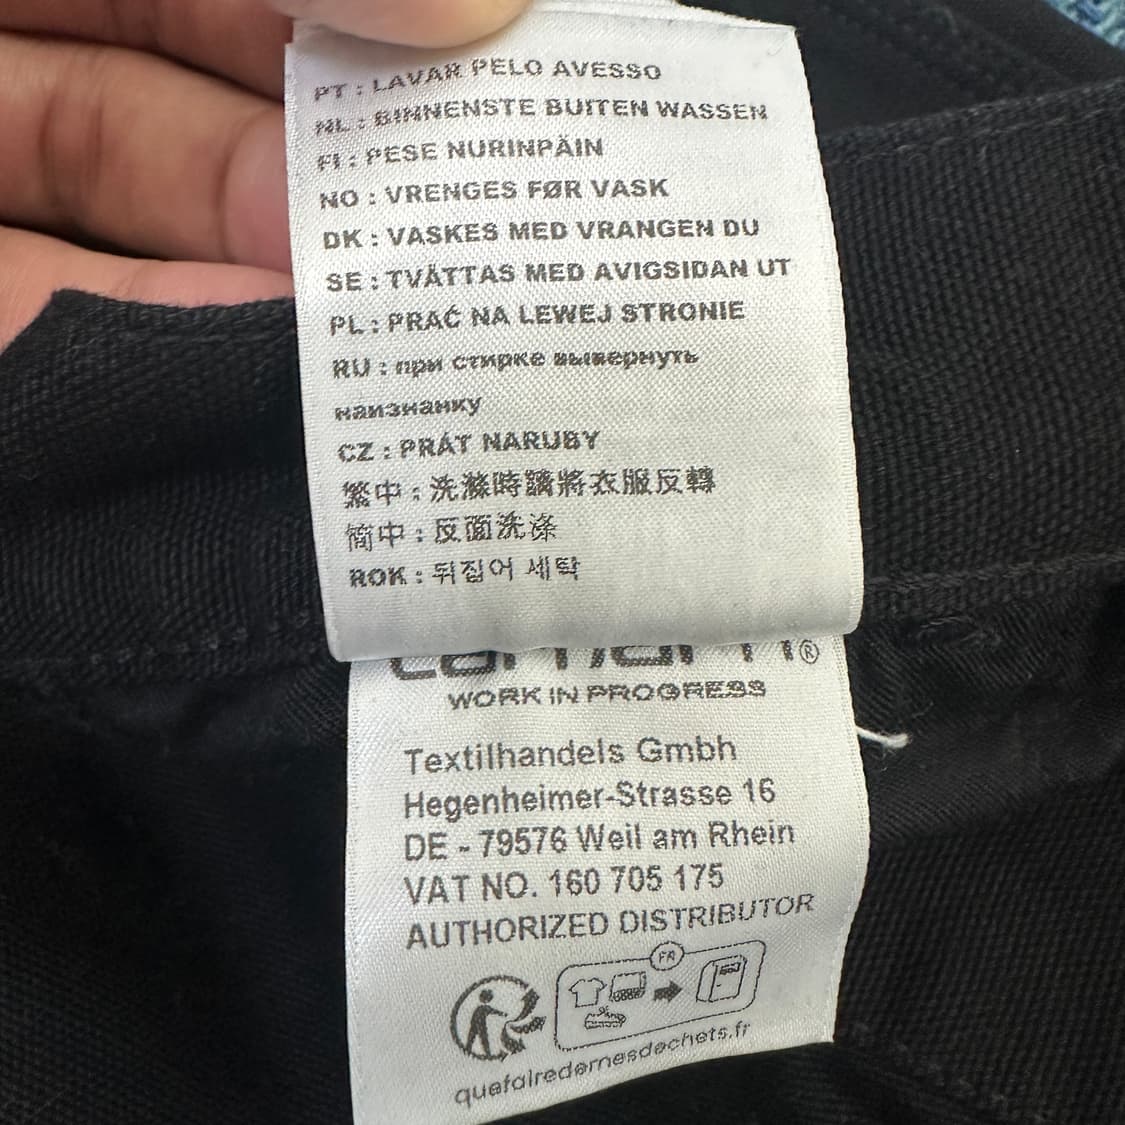 PT : LAVAR PELO AVESSO
NL : BINNENSTE BUITEN WASSEN
FI : PESE NURINPÄIN
NO : VRENGES FØR VASK
DK : VASKES MED VRANGEN DU
SE : TVÄTTAS MED AVIGSIDAN UT
PL : PRAĆ NA LEWEJ STRONIE
RU : при стирке вывернуть
наизнанку
CZ : PRÁT NARUBY
繁中 : 洗滌時請將衣服反轉
简中 : 反面洗涤
ROK : 뒤집어 세탁
carhartt®
WORK IN PROGRESS
Textilhandels Gmbh
Hegenheimer-Strasse 16
DE - 79576 Weil am Rhein
VAT NO. 160 705 175
AUTHORIZED DISTRIBUTOR
FR
quefairedemesdechets.fr